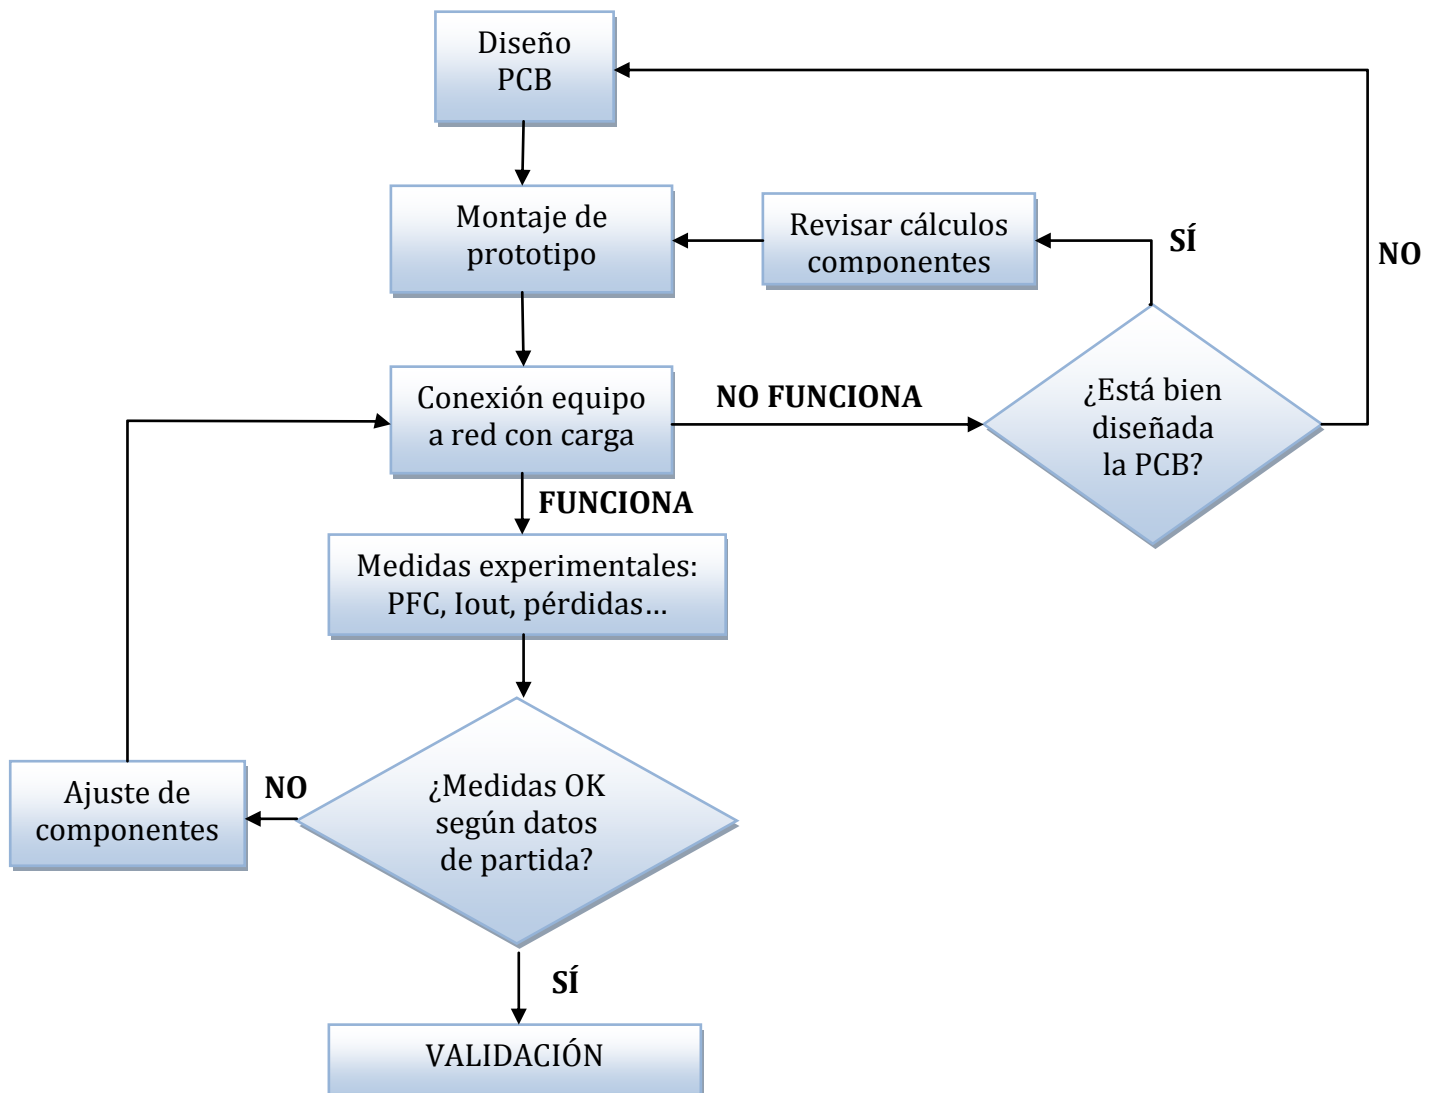 Diseño
PCB
Montaje de
prototipo
Revisar cálculos
componentes
SÍ
NO
Conexión equipo
a red con carga
NO FUNCIONA
¿Está bien
diseñada
la PCB?
FUNCIONA
Medidas experimentales:
PFC, Iout, pérdidas…
Ajuste de
componentes
NO
¿Medidas OK
según datos
de partida?
SÍ
VALIDACIÓN